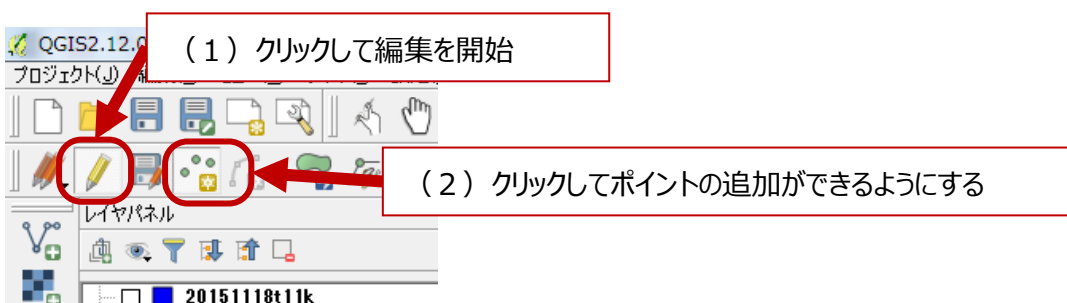 QGIS2.12.0
（１）クリックして編集を開始
プロジェクト(J)
（２）クリックしてポイントの追加ができるようにする
レイヤパネル
20151118t11k